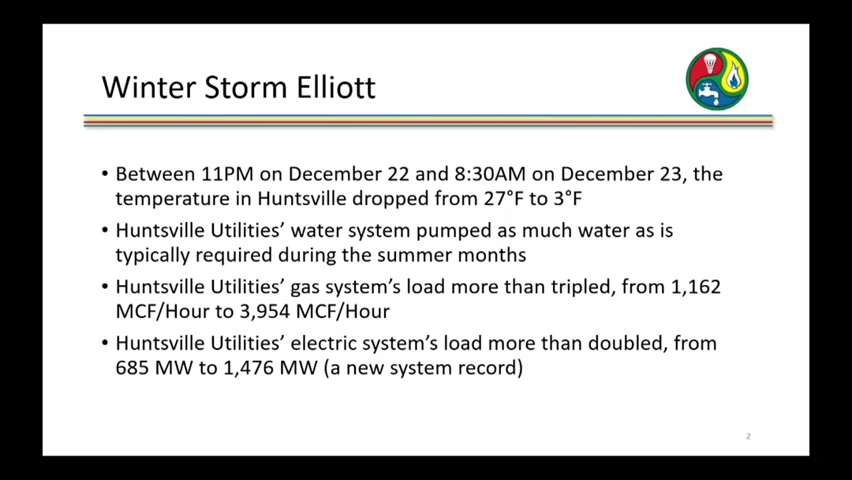 Winter Storm Elliott
• Between 11PM on December 22 and 8:30AM on December 23, the
temperature in Huntsville dropped from 27°F to 3°F
• Huntsville Utilities’ water system pumped as much water as is
typically required during the summer months
• Huntsville Utilities’ gas system’s load more than tripled, from 1,162
MCF/Hour to 3,954 MCF/Hour
• Huntsville Utilities’ electric system’s load more than doubled, from
685 MW to 1,476 MW (a new system record)
2